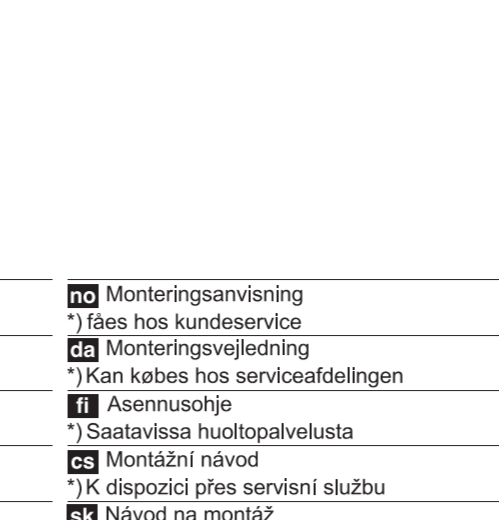 no Monteringsanvisning
*) fåes hos kundeservice
da Monteringsvejledning
*) Kan købes hos serviceafdelingen
fi Asennusohje
*) Saatavissa huoltopalvelusta
cs Montážní návod
*) K dispozici přes servisní službu
sk Návod na montáž